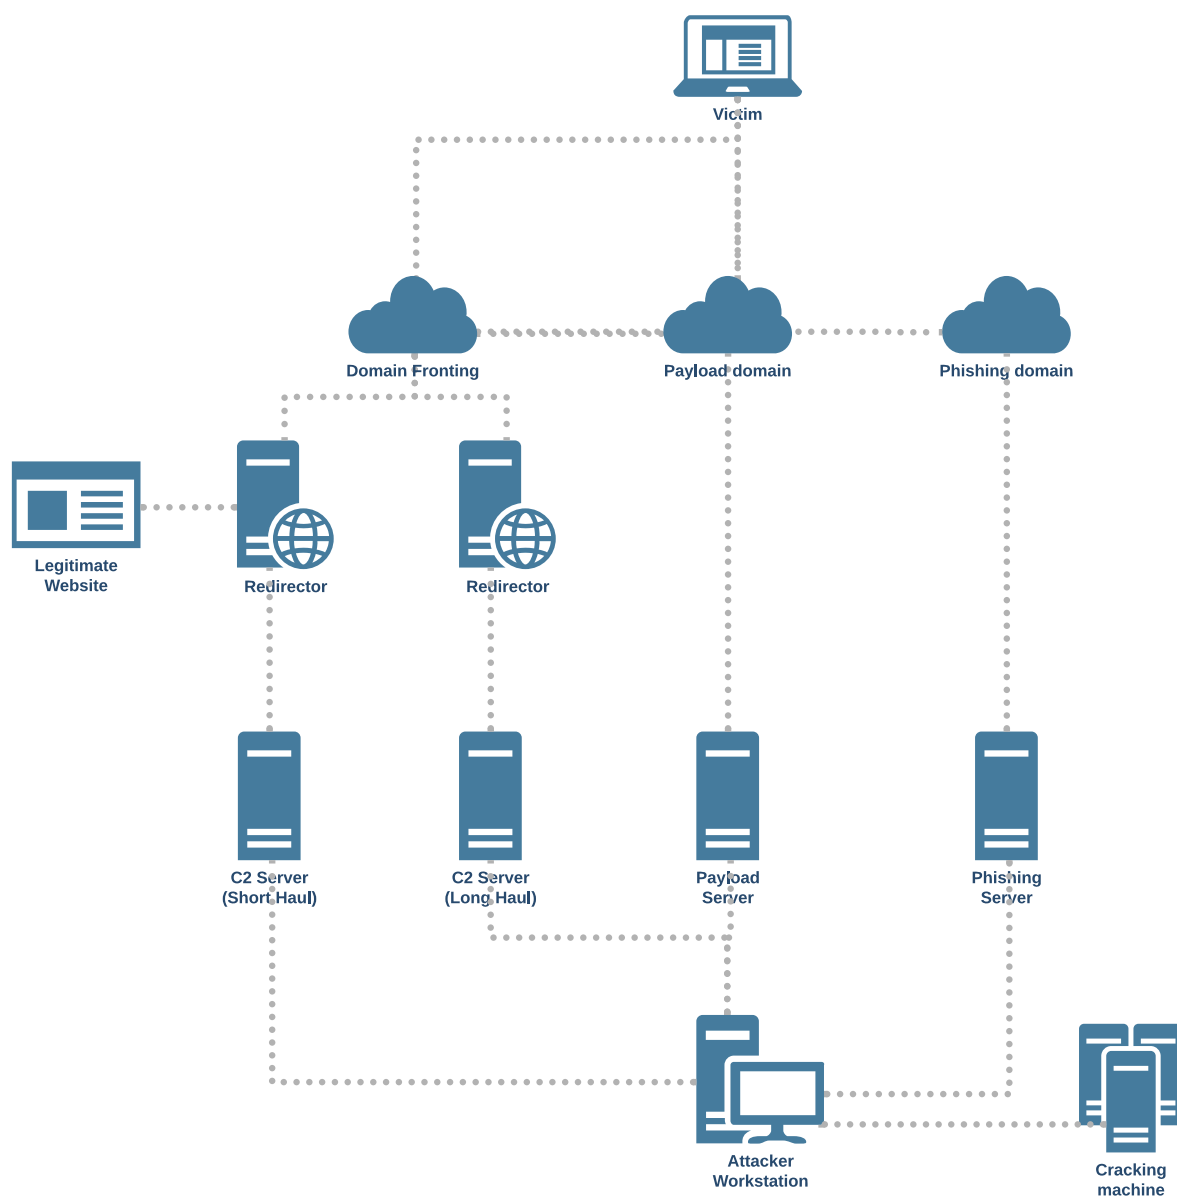 Victim
Domain Fronting
Payload domain
Phishing domain
Legitimate
Website
Redirector
Redirector
C2 Server
(Short Haul)
C2 Server
(Long Haul)
Payload
Server
Phishing
Server
Attacker
Workstation
Cracking
machine